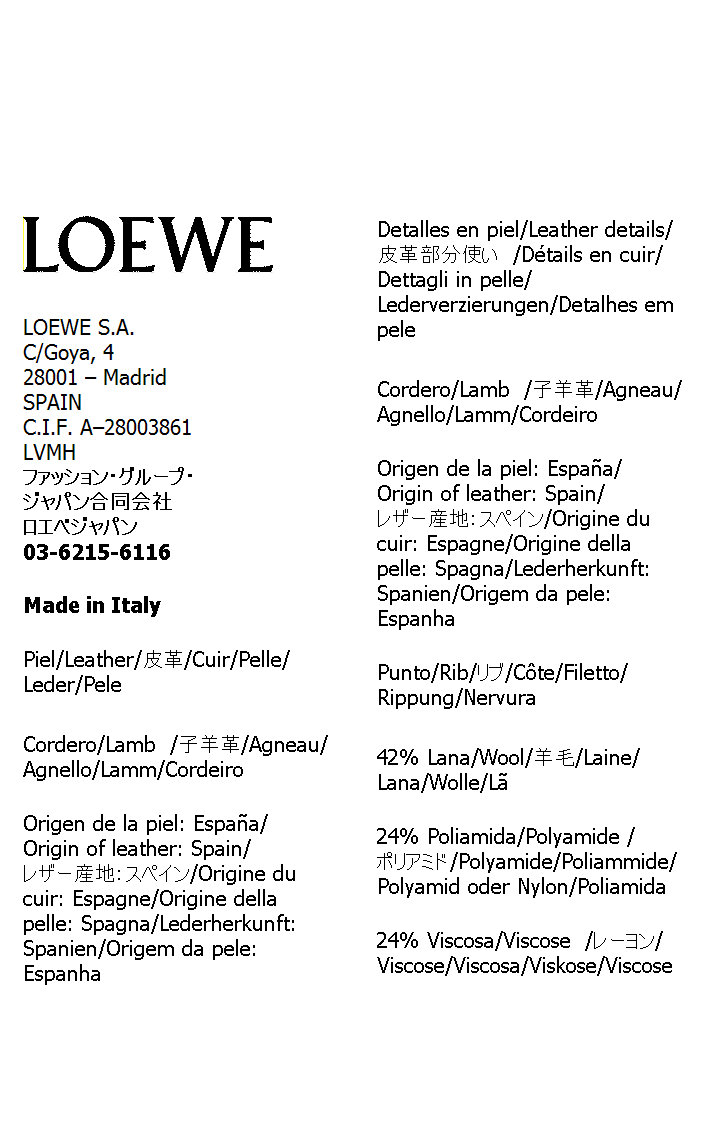 LOEWE
LOEWE S.A.
C/Goya, 4
28001 – Madrid
SPAIN
C.I.F. A–28003861
LVMH
ファッション・グループ・
ジャパン合同会社
ロエベジャパン
03-6215-6116
Made in Italy
Piel/Leather/皮革/Cuir/Pelle/
Leder/Pele
Cordero/Lamb /子羊革/Agneau/
Agnello/Lamm/Cordeiro
Origen de la piel: España/
Origin of leather: Spain/
レザー産地: スペイン/Origine du
cuir: Espagne/Origine della
pelle: Spagna/Lederherkunft:
Spanien/Origem da pele:
Espanha
Detalles en piel/Leather details/
皮革部分使い /Détails en cuir/
Dettagli in pelle/
Lederverzierungen/Detalhes em
pele
Cordero/Lamb /子羊革/Agneau/
Agnello/Lamm/Cordeiro
Origen de la piel: España/
Origin of leather: Spain/
レザー産地: スペイン/Origine du
cuir: Espagne/Origine della
pelle: Spagna/Lederherkunft:
Spanien/Origem da pele:
Espanha
Punto/Rib/リブ/Côte/Filetto/
Rippung/Nervura
42% Lana/Wool/羊毛/Laine/
Lana/Wolle/Lã
24% Poliamida/Polyamide /
ポリアミド/Polyamide/Poliammide/
Polyamid oder Nylon/Poliamida
24% Viscosa/Viscose /レーヨン/
Viscose/Viscosa/Viskose/Viscose